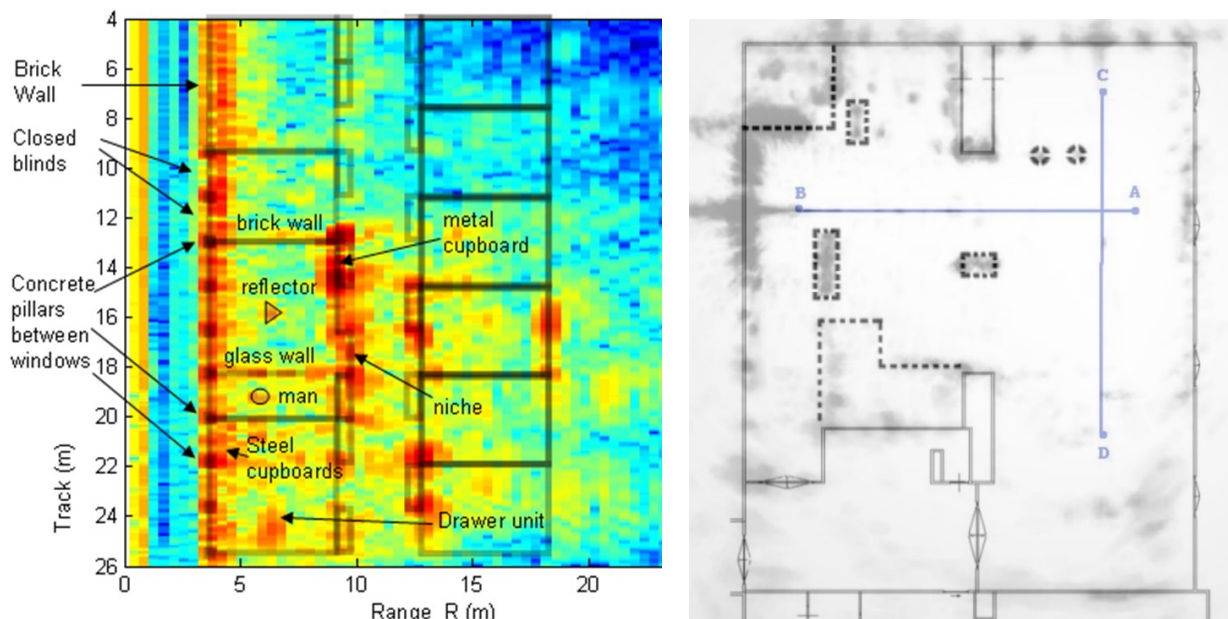 4
6
8
10
12
14
16
18
20
22
24
26
Track (m)
Brick
Wall
Closed
blinds
Concrete
pillars
between
windows
brick wall
metal
cupboard
reflector
glass wall
man
niche
Steel
cupboards
Drawer unit
0
5
10
15
20
Range R (m)
C
B
A
D